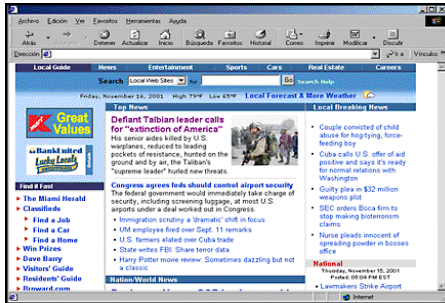 Archivo Edición Ver Favoritos Herramientas Ayuda
Atrás Detener Actualizar Inicio Búsqueda Favoritos Historial Correo Imprimir Modificar Discute
Dirección Ir a Vínculos
Local Guide News Entertainment Sports Cars Real Estate Careers
Search Local Web Sites for Go Search Help
Friday, November 16, 2001 High 79°F Low 65°F Local Forecast & More Weather
Great Values
BankUnited
Lucky Locals
Find it Fast
The Miami Herald
Classifieds
Find a Job
Find a Car
Find a Home
Win Prizes
Dave Barry
Visitors' Guide
Residents' Guide
Broward.com
Top News
Defiant Talibian leader calls
for "extinction of America"
His senior aides killed by U.S.
warplanes, reduced to leading
pockets of resistance, hurled on the
ground and by air, the Taliban's
"supreme leader" hurled new threats.
Congress agrees feds should control airport security
The federal government would immediately take charge of
security, including screening luggage, at most U.S.
airports under a deal worked out in Congress.
Immigration scrutiny a 'dramatic' shift in focus
UM employee fired over Sept. 11 remarks
U.S. farmers elated over Cuba trade
State writes FBI: Share terror data
Harry Potter movie review: Sometimes dazzling but not
a classic
Nation/World News
Local Breaking News
Couple convicted of child
abuse for hog-tying, force-
feeding boy
Cuba calls U.S. offer of aid
positive and says it's ready
for normal relations with
Washington
Guilty plea in $32 million
weapons plot
SEC orders Boca firm to
stop making bioterrorism
claims
Nurse pleads innocent of
spreading powder in bosses
office
National
Thursday, November 15, 2001
Posted: 05:04 PM EST
Lawmakers Strike Airport
Internet